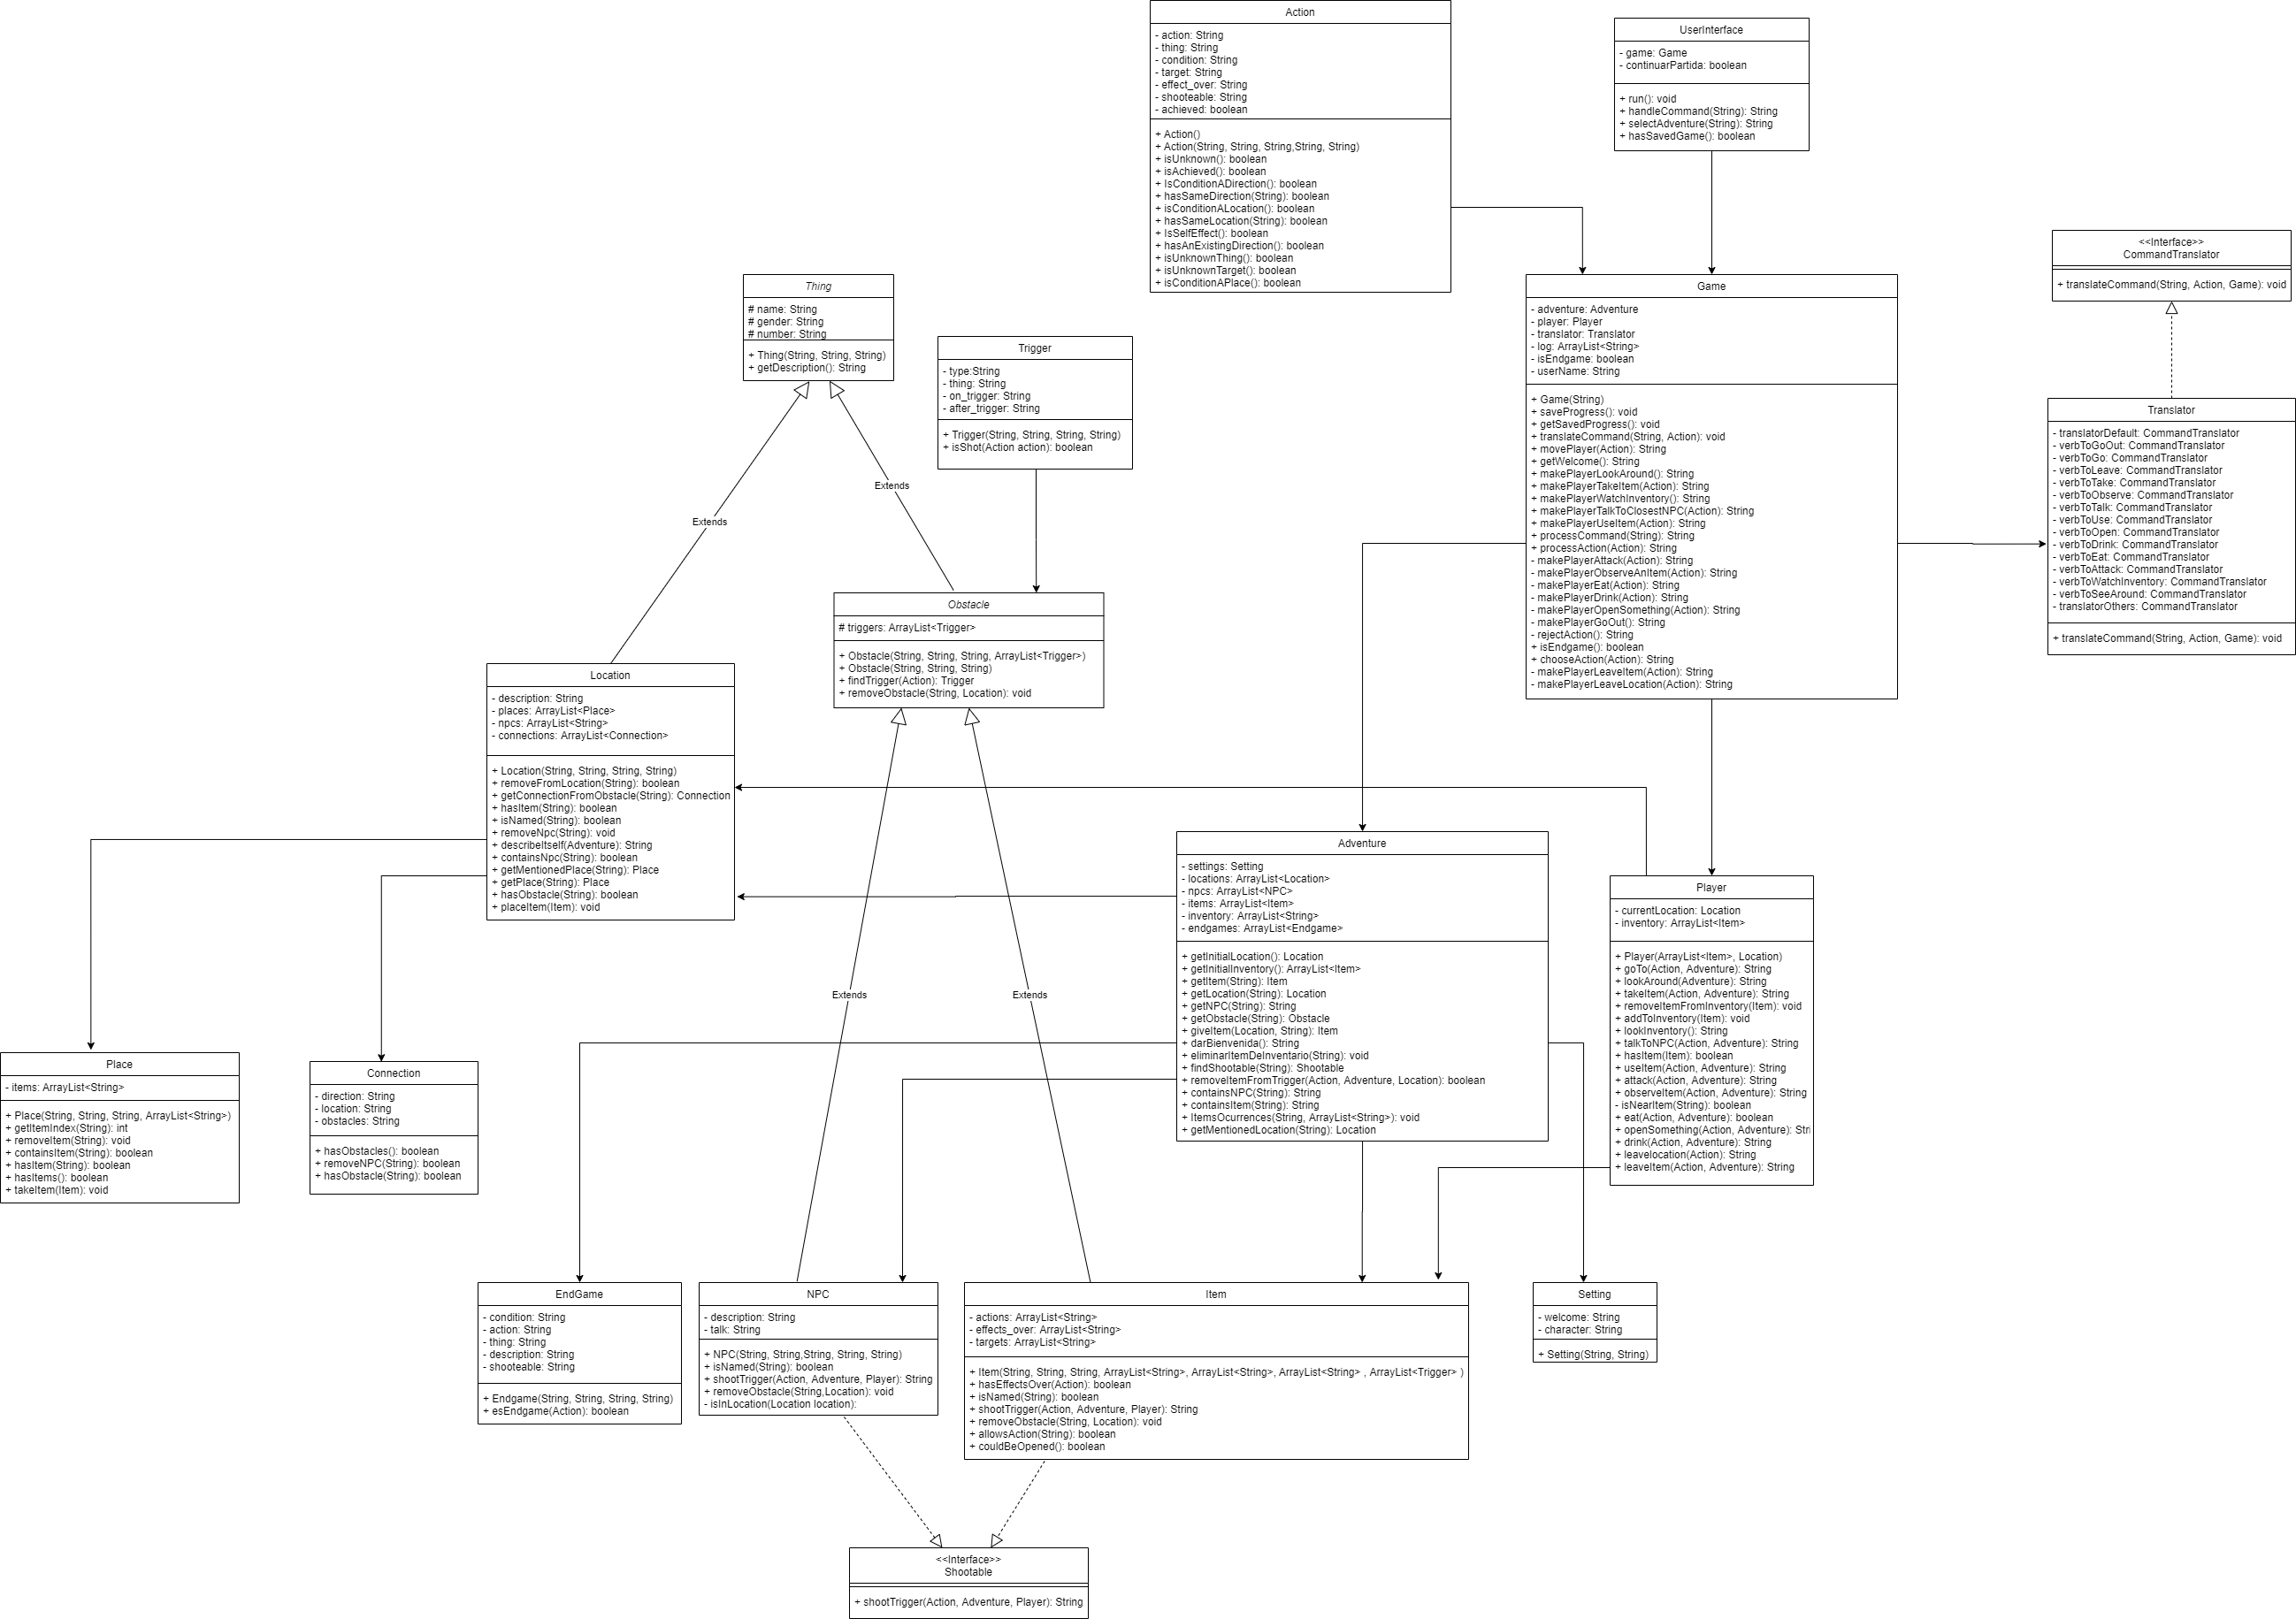 Action
- action: String
- thing: String
- condition: String
- target: String
- effect_over: String
- shooteable: String
- achieved: boolean
+ Action()
+ Action(String, String, String,String, String)
+ isUnknown(): boolean
+ isAchieved(): boolean
+ IsConditionADirection(): boolean
+ hasSameDirection(String): boolean
+ isConditionALocation(): boolean
+ hasSameLocation(String): boolean
+ IsSelfEffect(): boolean
+ hasAnExistingDirection(): boolean
+ isUnknownThing(): boolean
+ isUnknownTarget(): boolean
+ isConditionAPlace(): boolean
UserInterface
- game: Game
- continuarPartida: boolean
+ run(): void
+ handleCommand(String): String
+ selectAdventure(String): String
+ hasSavedGame(): boolean
<<Interface>>
CommandTranslator
+ translateCommand(String, Action, Game): void
Thing
# name: String
# gender: String
# number: String
+ Thing(String, String, String)
+ getDescription(): String
Trigger
- type:String
- thing: String
- on_trigger: String
- after_trigger: String
+ Trigger(String, String, String, String)
+ isShot(Action action): boolean
Game
- adventure: Adventure
- player: Player
- translator: Translator
- log: ArrayList<String>
- isEndgame: boolean
- userName: String
+ Game(String)
+ saveProgress(): void
+ getSavedProgress(): void
+ translateCommand(String, Action): void
+ movePlayer(Action): String
+ getWelcome(): String
+ makePlayerLookAround(): String
+ makePlayerTakeItem(Action): String
+ makePlayerWatchInventory(): String
+ makePlayerTalkToClosestNPC(Action): String
+ makePlayerUseItem(Action): String
+ processCommand(String): String
+ processAction(Action): String
- makePlayerAttack(Action): String
- makePlayerObserveAnItem(Action): String
- makePlayerEat(Action): String
- makePlayerDrink(Action): String
- makePlayerOpenSomething(Action): String
- makePlayerGoOut(): String
- rejectAction(): String
+ isEndgame(): boolean
+ chooseAction(Action): String
- makePlayerLeaveItem(Action): String
- makePlayerLeaveLocation(Action): String
Translator
- translatorDefault: CommandTranslator
- verbToGoOut: CommandTranslator
- verbToGo: CommandTranslator
- verbToLeave: CommandTranslator
- verbToTake: CommandTranslator
- verbToObserve: CommandTranslator
- verbToTalk: CommandTranslator
- verbToUse: CommandTranslator
- verbToOpen: CommandTranslator
- verbToDrink: CommandTranslator
- verbToEat: CommandTranslator
- verbToAttack: CommandTranslator
- verbToWatchInventory: CommandTranslator
- verbToSeeAround: CommandTranslator
- translatorOthers: CommandTranslator
+ translateCommand(String, Action, Game): void
Extends
Extends
Obstacle
# triggers: ArrayList<Trigger>
+ Obstacle(String, String, String, ArrayList<Trigger>)
+ Obstacle(String, String, String)
+ findTrigger(Action): Trigger
+ removeObstacle(String, Location): void
Location
- description: String
- places: ArrayList<Place>
- npcs: ArrayList<String>
- connections: ArrayList<Connection>
+ Location(String, String, String, String)
+ removeFromLocation(String): boolean
+ getConnectionFromObstacle(String): Connection
+ hasItem(String): boolean
+ isNamed(String): boolean
+ removeNpc(String): void
+ describeItself(Adventure): String
+ containsNpc(String): boolean
+ getMentionedPlace(String): Place
+ getPlace(String): Place
+ hasObstacle(String): boolean
+ placeItem(Item): void
Adventure
- settings: Setting
- locations: ArrayList<Location>
- npcs: ArrayList<NPC>
- items: ArrayList<Item>
- inventory: ArrayList<String>
- endgames: ArrayList<Endgame>
+ getInitialLocation(): Location
+ getInitialInventory(): ArrayList<Item>
+ getItem(String): Item
+ getLocation(String): Location
+ getNPC(String): String
+ getObstacle(String): Obstacle
+ giveItem(Location, String): Item
+ darBienvenida(): String
+ eliminarItemDeInventario(String): void
+ findShootable(String): Shootable
+ removeItemFromTrigger(Action, Adventure, Location): boolean
+ containsNPC(String): String
+ containsItem(String): String
+ ItemsOcurrences(String, ArrayList<String>): void
+ getMentionedLocation(String): Location
Player
- currentLocation: Location
- inventory: ArrayList<Item>
+ Player(ArrayList<Item>, Location)
+ goTo(Action, Adventure): String
+ lookAround(Adventure): String
+ takeItem(Action, Adventure): String
+ removeItemFromInventory(Item): void
+ addToInventory(Item): void
+ lookInventory(): String
+ talkToNPC(Action, Adventure): String
+ hasItem(Item): boolean
+ useItem(Action, Adventure): String
+ attack(Action, Adventure): String
+ observeItem(Action, Adventure): String
- isNearItem(String): boolean
+ eat(Action, Adventure): boolean
+ openSomething(Action, Adventure): Stri
+ drink(Action, Adventure): String
+ leavelocation(Action): String
+ leaveItem(Action, Adventure): String
Extends
Extends
Place
- items: ArrayList<String>
+ Place(String, String, String, ArrayList<String>)
+ getItemIndex(String): int
+ removeItem(String): void
+ containsItem(String): boolean
+ hasItem(String): boolean
+ hasItems(): boolean
+ takeItem(Item): void
Connection
- direction: String
- location: String
- obstacles: String
+ hasObstacles(): boolean
+ removeNPC(String): boolean
+ hasObstacle(String): boolean
EndGame
- condition: String
- action: String
- thing: String
- description: String
- shooteable: String
+ Endgame(String, String, String, String)
+ esEndgame(Action): boolean
NPC
- description: String
- talk: String
+ NPC(String, String,String, String, String)
+ isNamed(String): boolean
+ shootTrigger(Action, Adventure, Player): String
+ removeObstacle(String,Location): void
- isInLocation(Location location):
Item
- actions: ArrayList<String>
- effects_over: ArrayList<String>
- targets: ArrayList<String>
+ Item(String, String, String, ArrayList<String>, ArrayList<String>, ArrayList<String> , ArrayList<Trigger> )
+ hasEffectsOver(Action): boolean
+ isNamed(String): boolean
+ shootTrigger(Action, Adventure, Player): String
+ removeObstacle(String, Location): void
+ allowsAction(String): boolean
+ couldBeOpened(): boolean
Setting
- welcome: String
- character: String
+ Setting(String, String)
<<Interface>>
Shootable
+ shootTrigger(Action, Adventure, Player): String